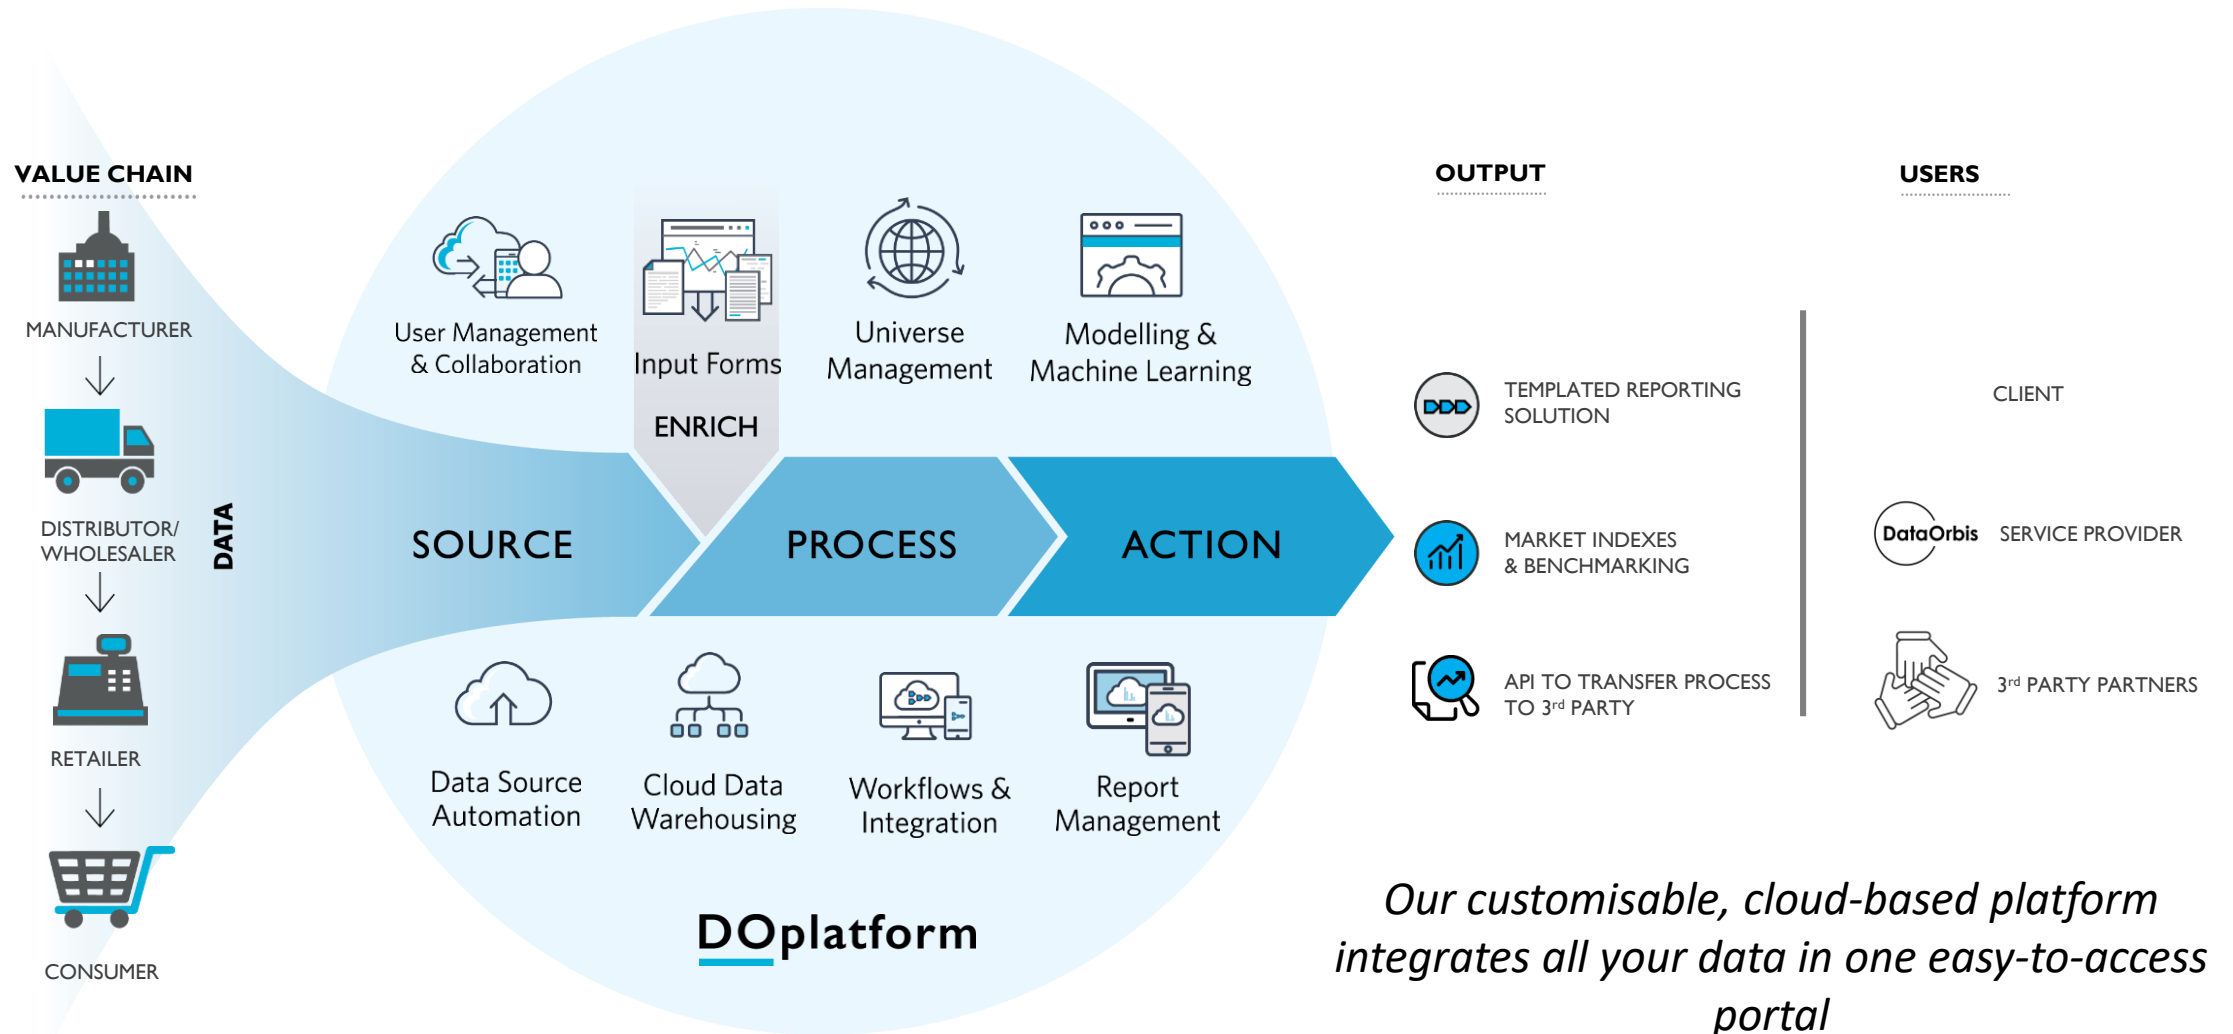 VALUE CHAIN
MANUFACTURER
DISTRIBUTOR/
WHOLESALER
RETAILER
CONSUMER
DATA
User Management
& Collaboration
Input Forms
ENRICH
Universe
Management
Modelling &
Machine Learning
SOURCE
PROCESS
ACTION
Data Source
Automation
Cloud Data
Warehousing
Workflows &
Integration
Report
Management
DOplatform
OUTPUT
TEMPLATED REPORTING
SOLUTION
MARKET INDEXES
& BENCHMARKING
API TO TRANSFER PROCESS
TO 3rd PARTY
USERS
CLIENT
DataOrbis
SERVICE PROVIDER
3rd PARTY PARTNERS
Our customisable, cloud-based platform
integrates all your data in one easy-to-access
portal